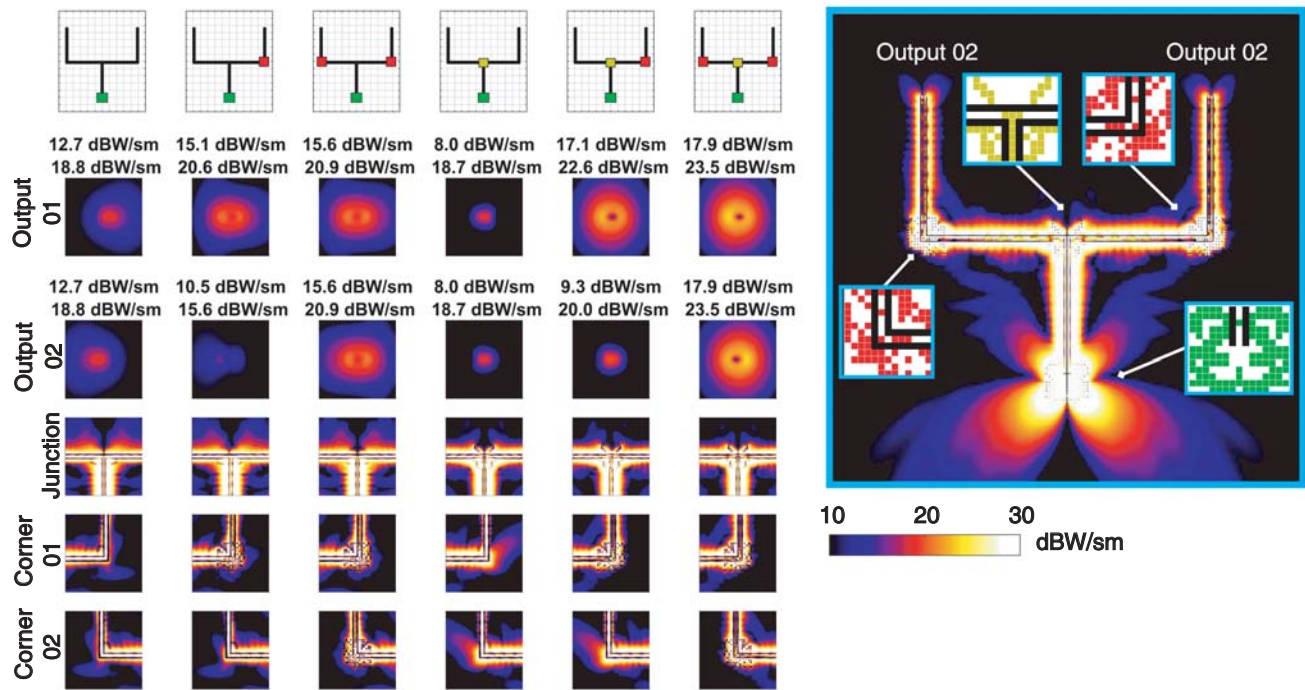 12.7 dBW/sm 15.1 dBW/sm 15.6 dBW/sm 8.0 dBW/sm 17.1 dBW/sm 17.9 dBW/sm
18.8 dBW/sm 20.6 dBW/sm 20.9 dBW/sm 18.7 dBW/sm 22.6 dBW/sm 23.5 dBW/sm
Output
01
12.7 dBW/sm 10.5 dBW/sm 15.6 dBW/sm 8.0 dBW/sm 9.3 dBW/sm 17.9 dBW/sm
18.8 dBW/sm 15.6 dBW/sm 20.9 dBW/sm 18.7 dBW/sm 20.0 dBW/sm 23.5 dBW/sm
Output
02
Junction
Corner
01
Corner
02
Output 02 Output 02
10 20 30
dBW/sm